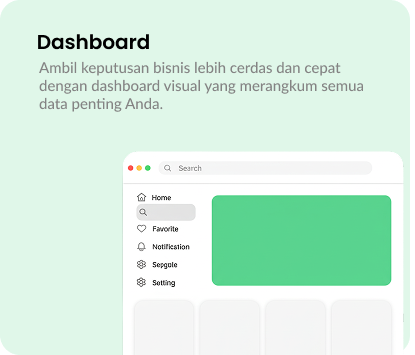 Dashboard
Ambil keputusan bisnis lebih cerdas dan cepat
dengan dashboard visual yang merangkum semua
data penting Anda.
Search
Home
Favorite
Notification
Sepgole
Setting